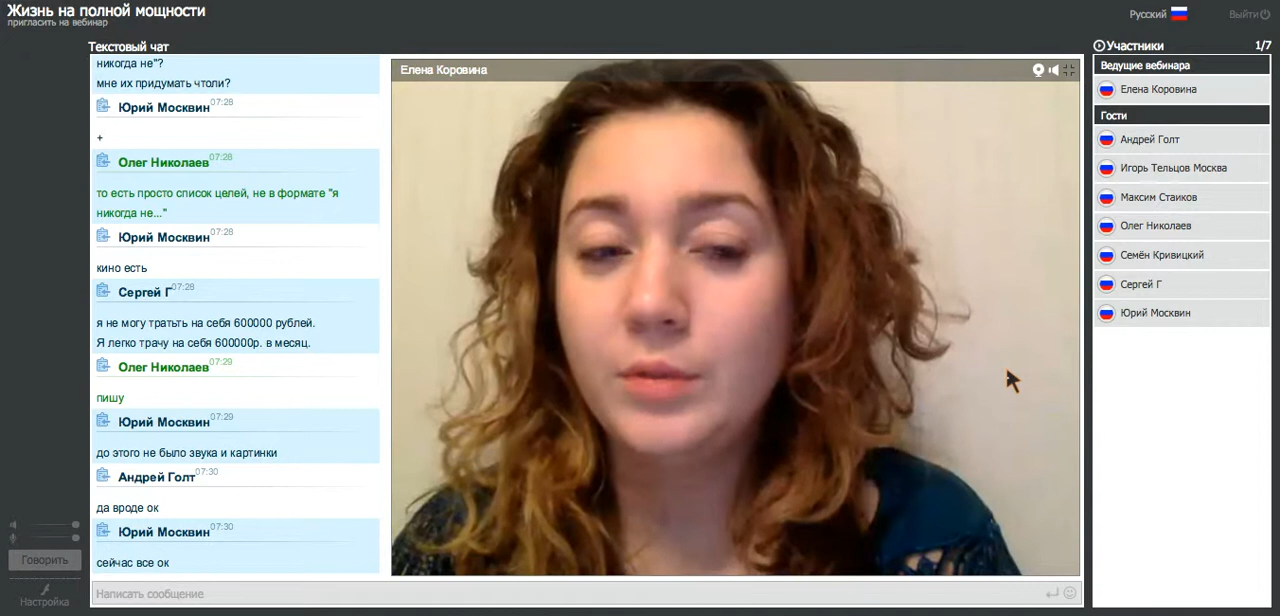 Жизнь на полной мощности
пригласить на вебинар
Русский
Выйти
Текстовый чат
никогда не"?
мне их придумать чтоли?
Юрий Москвин 07:28
+
Олег Николаев 07:28
то есть просто список целей, не в формате "я
никогда не..."
Юрий Москвин 07:28
кино есть
Сергей Г 07:28
я не могу тратьть на себя 600000 рублей.
Я легко трачу на себя 600000р. в месяц.
Олег Николаев 07:29
пишу
Юрий Москвин 07:29
до этого не было звука и картинки
Андрей Голт 07:30
да вроде ок
Юрий Москвин 07:30
сейчас все ок
Написать сообщение
Говорить
Настройка
Елена Коровина
Участники 1/7
Ведущие вебинара
Елена Коровина
Гости
Андрей Голт
Игорь Тельцов Москва
Максим Стаиков
Олег Николаев
Семён Кривицкий
Сергей Г
Юрий Москвин